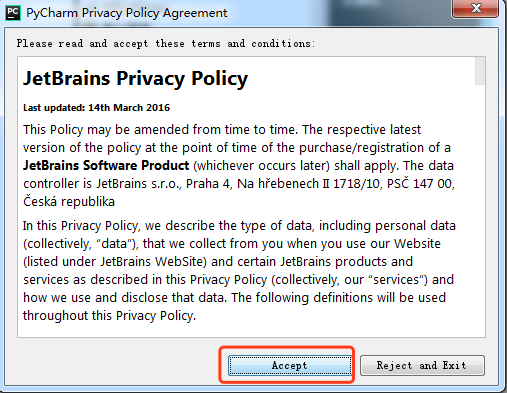 PyCharm Privacy Policy Agreement
Please read and accept these terms and conditions:
JetBrains Privacy Policy
Last updated: 14th March 2016
This Policy may be amended from time to time. The respective latest
version of the policy at the point of time of the purchase/registration of a
JetBrains Software Product (whichever occurs later) shall apply. The data
controller is JetBrains s.r.o., Praha 4, Na hřebenech II 1718/10, PSČ 147 00,
Česká republika
In this Privacy Policy, we describe the type of data, including personal data
(collectively, “data”), that we collect from you when you use our Website
(listed under JetBrains WebSite) and certain JetBrains products and
services as described in this Privacy Policy (collectively, our “services”) and
how we use and disclose that data. The following definitions will be used
throughout this Privacy Policy.
Accept
Reject and Exit